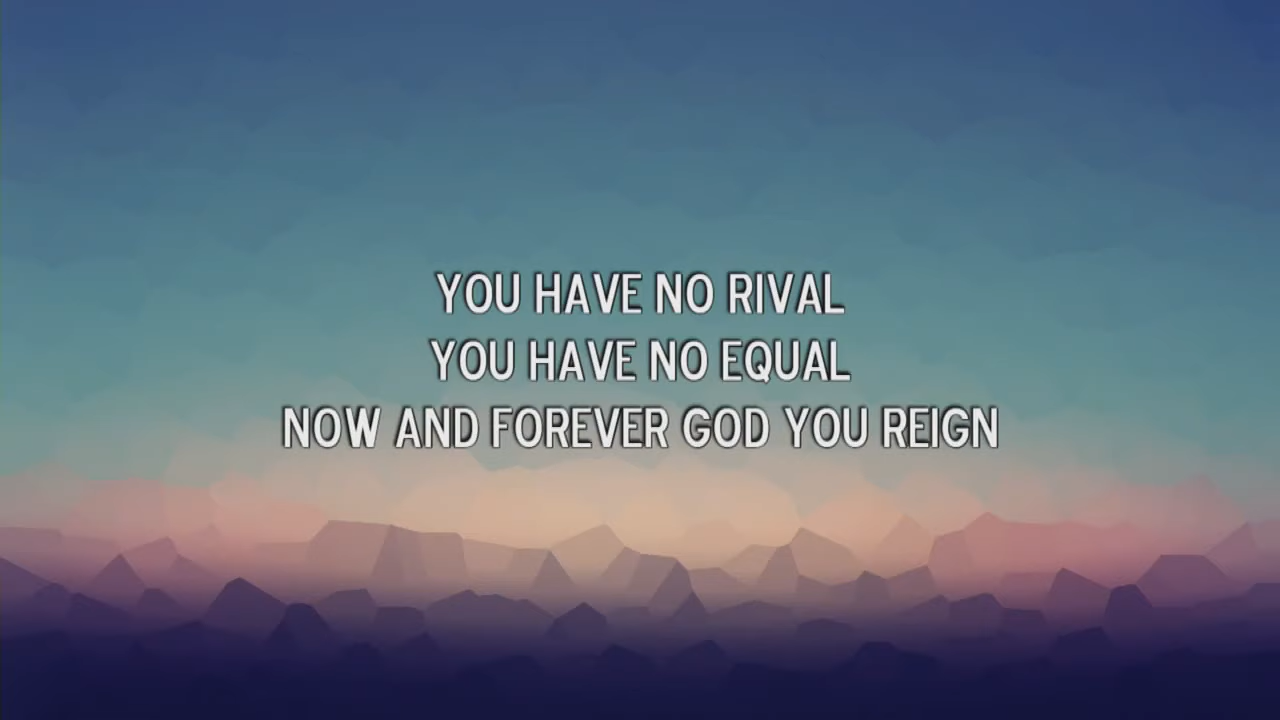 YOU HAVE NO RIVAL
YOU HAVE NO EQUAL
NOW AND FOREVER GOD YOU REIGN